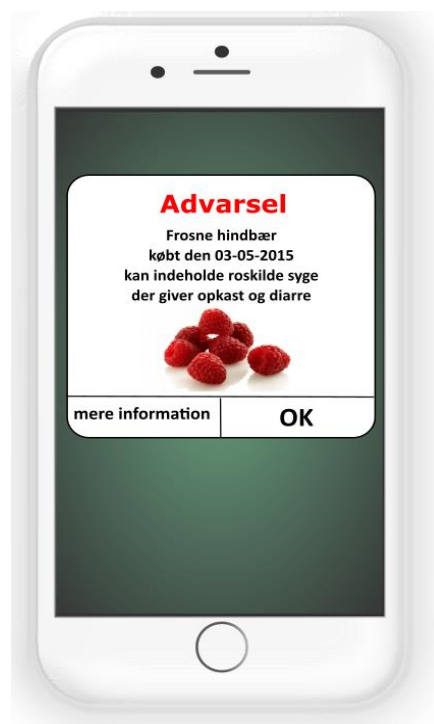 Advarsel
Frosne hindbær
købt den 03-05-2015
kan indeholde roskilde syge
der giver opkast og diarre
mere information
OK